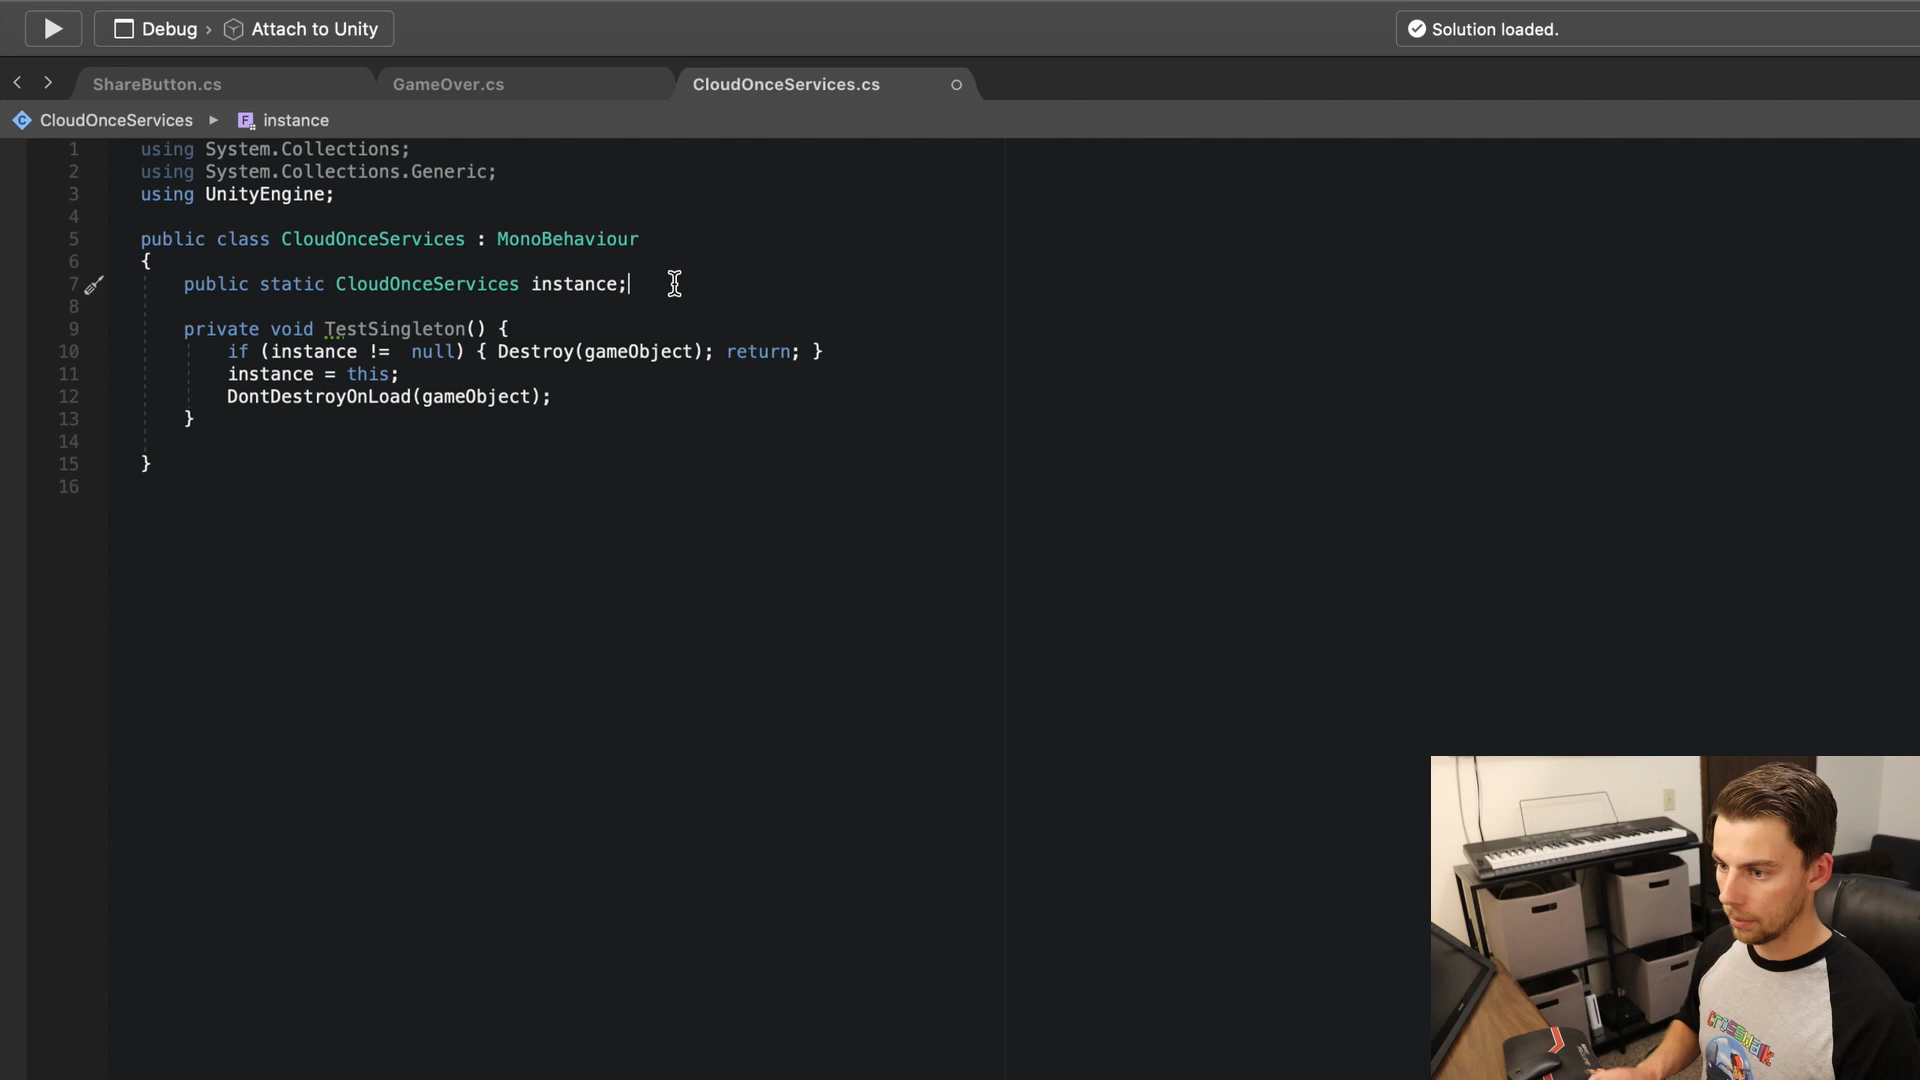 Debug › Attach to Unity
Solution loaded.
ShareButton.cs
GameOver.cs
CloudOnceServices.cs
CloudOnceServices
instance
1 using System.Collections;
2 using System.Collections.Generic;
3 using UnityEngine;
4
5 public class CloudOnceServices : MonoBehaviour
6 {
7 public static CloudOnceServices instance;
8
9 private void TestSingleton() {
10 if (instance !=  null) { Destroy(gameObject); return; }
11 instance = this;
12 DontDestroyOnLoad(gameObject);
13 }
14
15 }
16
crosswalk